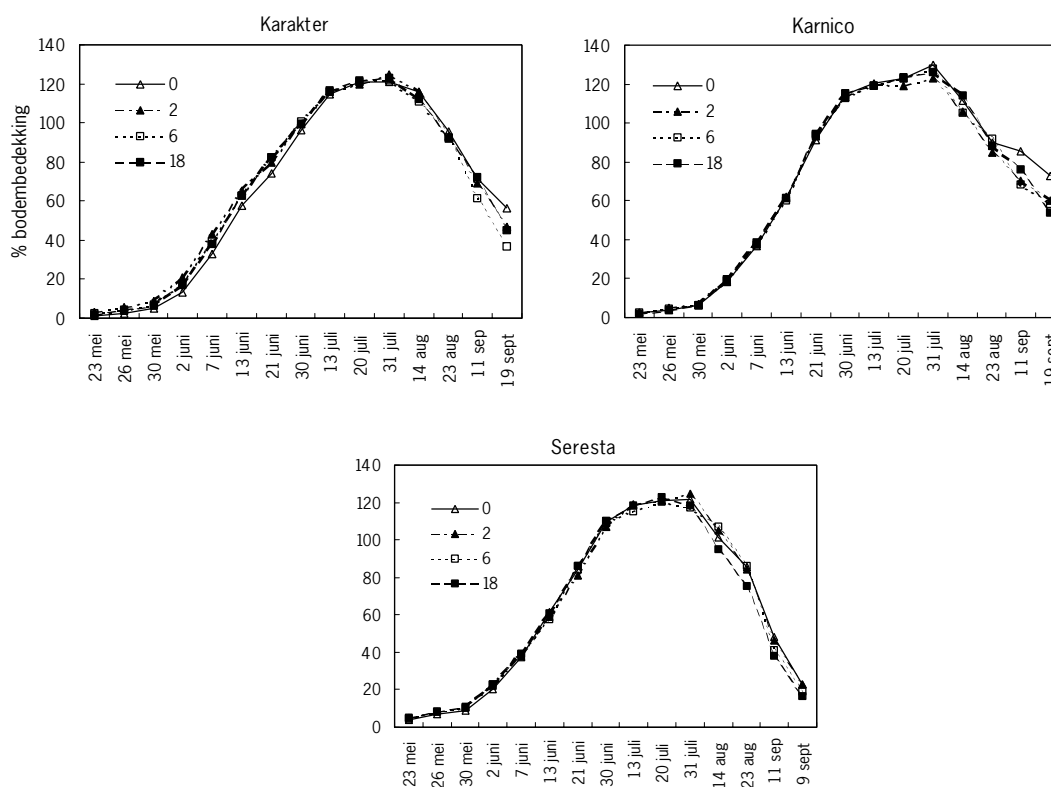 Karakter
% bodembedekking
140
120
100
80
60
40
20
0
0
2
6
18
23 mei
26 mei
30 mei
2 juni
7 juni
13 juni
21 juni
30 juni
13 juli
20 juli
31 juli
14 aug
23 aug
11 sep
19 sept
Karnico
140
120
100
80
60
40
20
0
0
2
6
18
23 mei
26 mei
30 mei
2 juni
7 juni
13 juni
21 juni
30 juni
13 juli
20 juli
31 juli
14 aug
23 aug
11 sep
19 sept
Seresta
140
120
100
80
60
40
20
0
0
2
6
18
23 mei
26 mei
30 mei
2 juni
7 juni
13 juni
21 juni
30 juni
13 juli
20 juli
31 juli
14 aug
23 aug
11 sep
9 sept